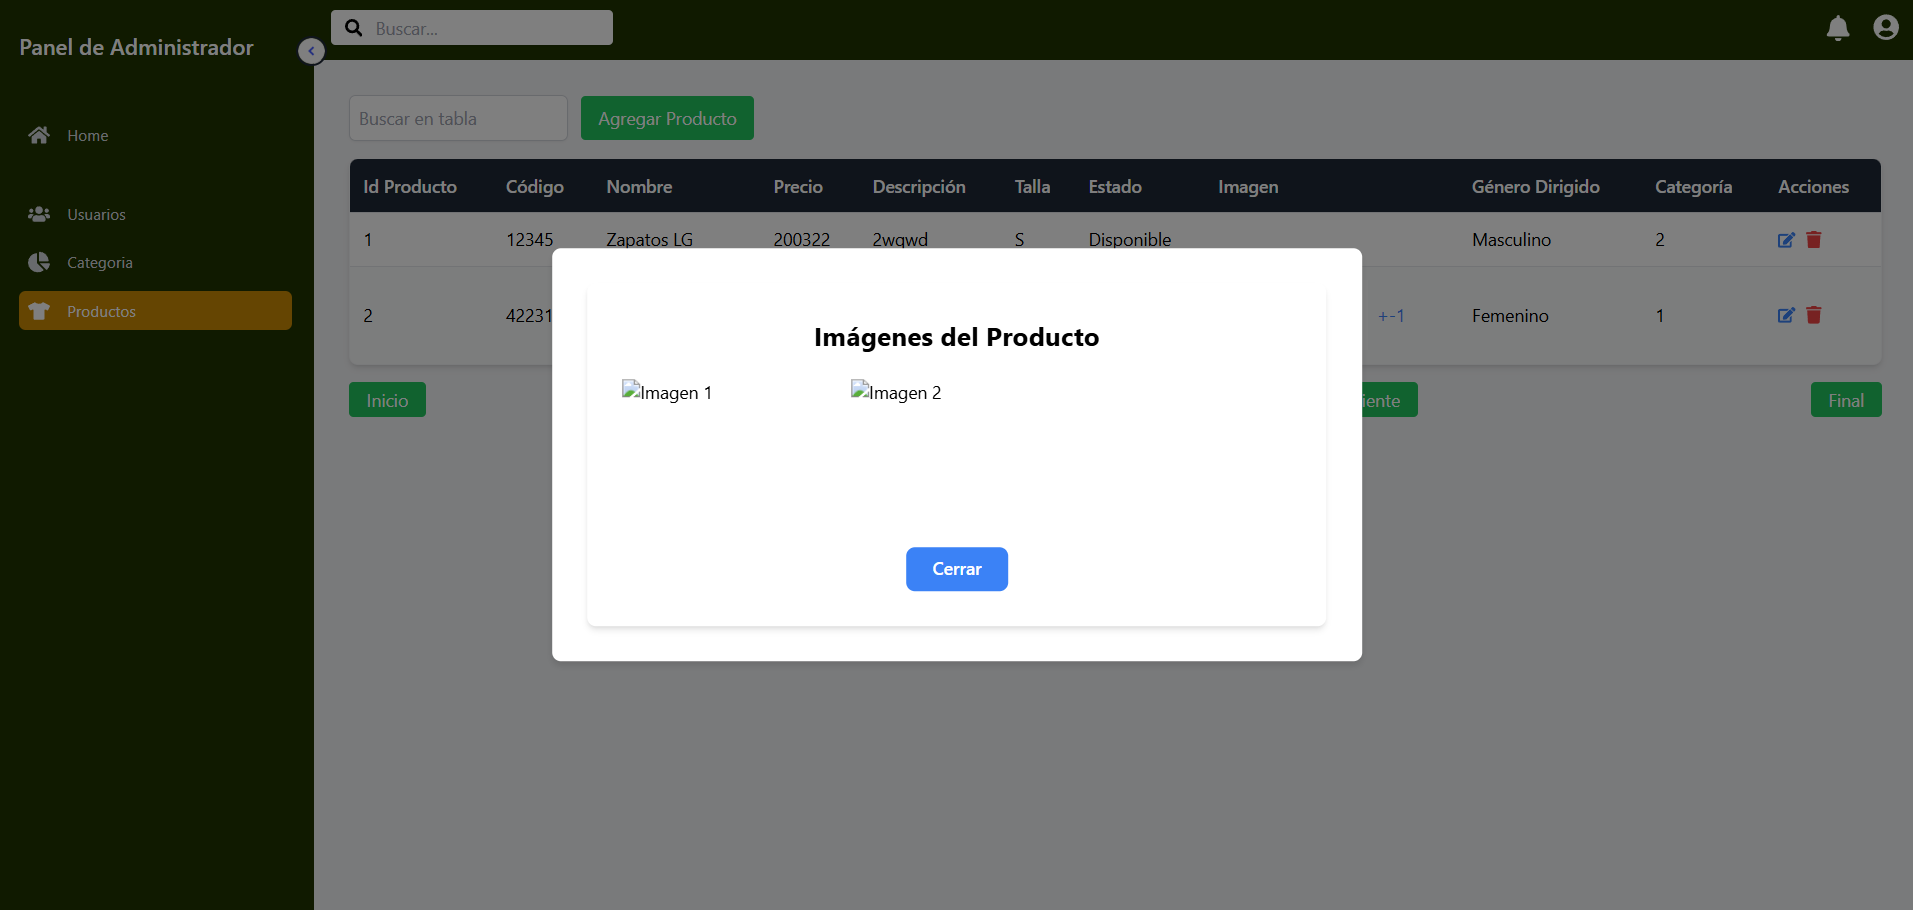 Panel de Administrador
Buscar...
Home
Usuarios
Categoria
Productos
Buscar en tabla
Agregar Producto
Id Producto Código Nombre Precio Descripción Talla Estado Imagen Género Dirigido Categoría Acciones
1 12345 Zapatos LG 200322 2wqwd S Disponible Masculino 2
2 42231 +-1 Femenino 1
Inicio iente Final
Imágenes del Producto
Imagen 1 Imagen 2
Cerrar